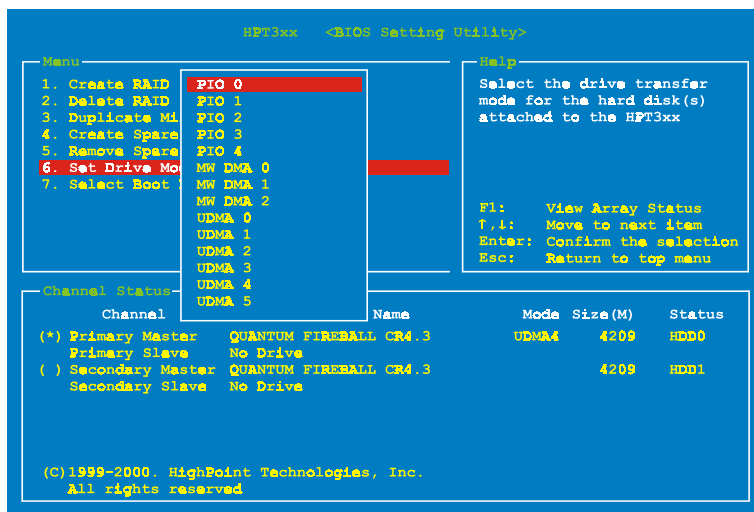 HPT3xx <BIOS Setting Utility>
Menu
1. Create RAID
2. Delete RAID
3. Duplicate Mi
4. Create Spare
5. Remove Spare
6. Set Drive Mo
7. Select Boot
PIO 0
PIO 1
PIO 2
PIO 3
PIO 4
MW DMA 0
MW DMA 1
MW DMA 2
UDMA 0
UDMA 1
UDMA 2
UDMA 3
UDMA 4
UDMA 5
Help
Select the drive transfer
mode for the hard disk(s)
attached to the HPT3xx
F1: View Array Status
↑,↓: Move to next item
Enter: Confirm the selection
Esc: Return to top menu
Channel Status
Channel Name Mode Size(M) Status
(*) Primary Master QUANTUM FIREBALL CR4.3 UDMA4 4209 HDD0
Primary Slave No Drive
( ) Secondary Master QUANTUM FIREBALL CR4.3 4209 HDD1
Secondary Slave No Drive
(C)1999-2000. HighPoint Technologies, Inc.
All rights reserved